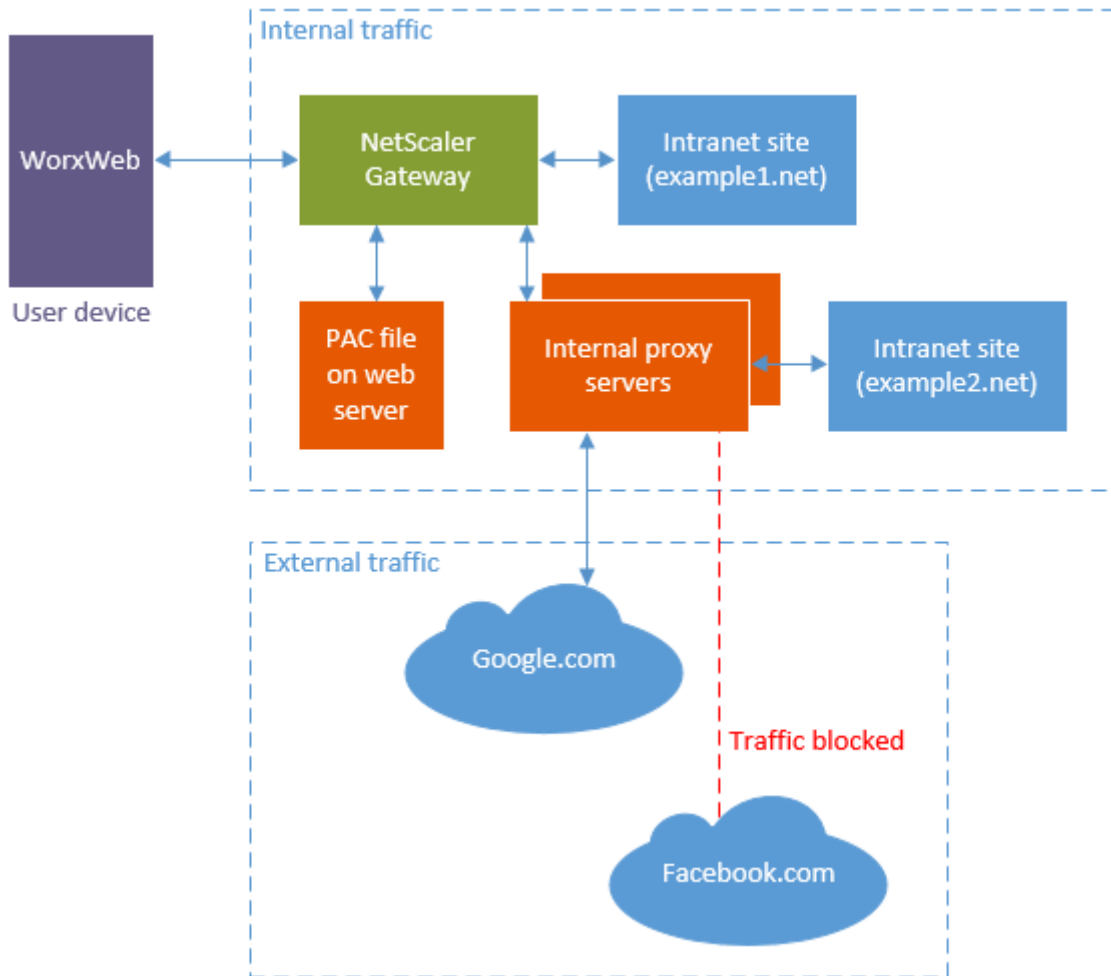 Internal traffic
WorxWeb
User device
NetScaler
Gateway
Intranet site
(example1.net)
PAC file
on web
server
Internal proxy
servers
Intranet site
(example2.net)
External traffic
Google.com
Traffic blocked
Facebook.com